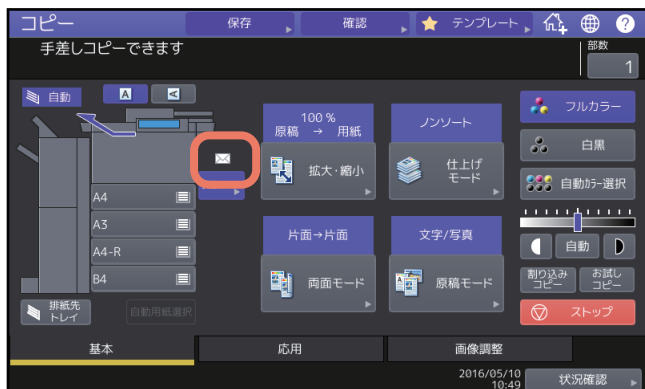 コピー
保存
確認
テンプレート
?
手差しコピーできます
部数
1
自動
A
A
100 %
原稿 → 用紙
拡大・縮小
ノンソート
仕上げ
モード
フルカラー
白黒
自動ｶﾗｰ選択
A4
A3
A4-R
B4
片面→片面
両面モード
文字/写真
原稿モード
自動
割り込み
コピー
お試し
コピー
排紙先
トレイ
自動用紙選択
ストップ
基本
応用
画像調整
2016/05/10
10:49
状況確認